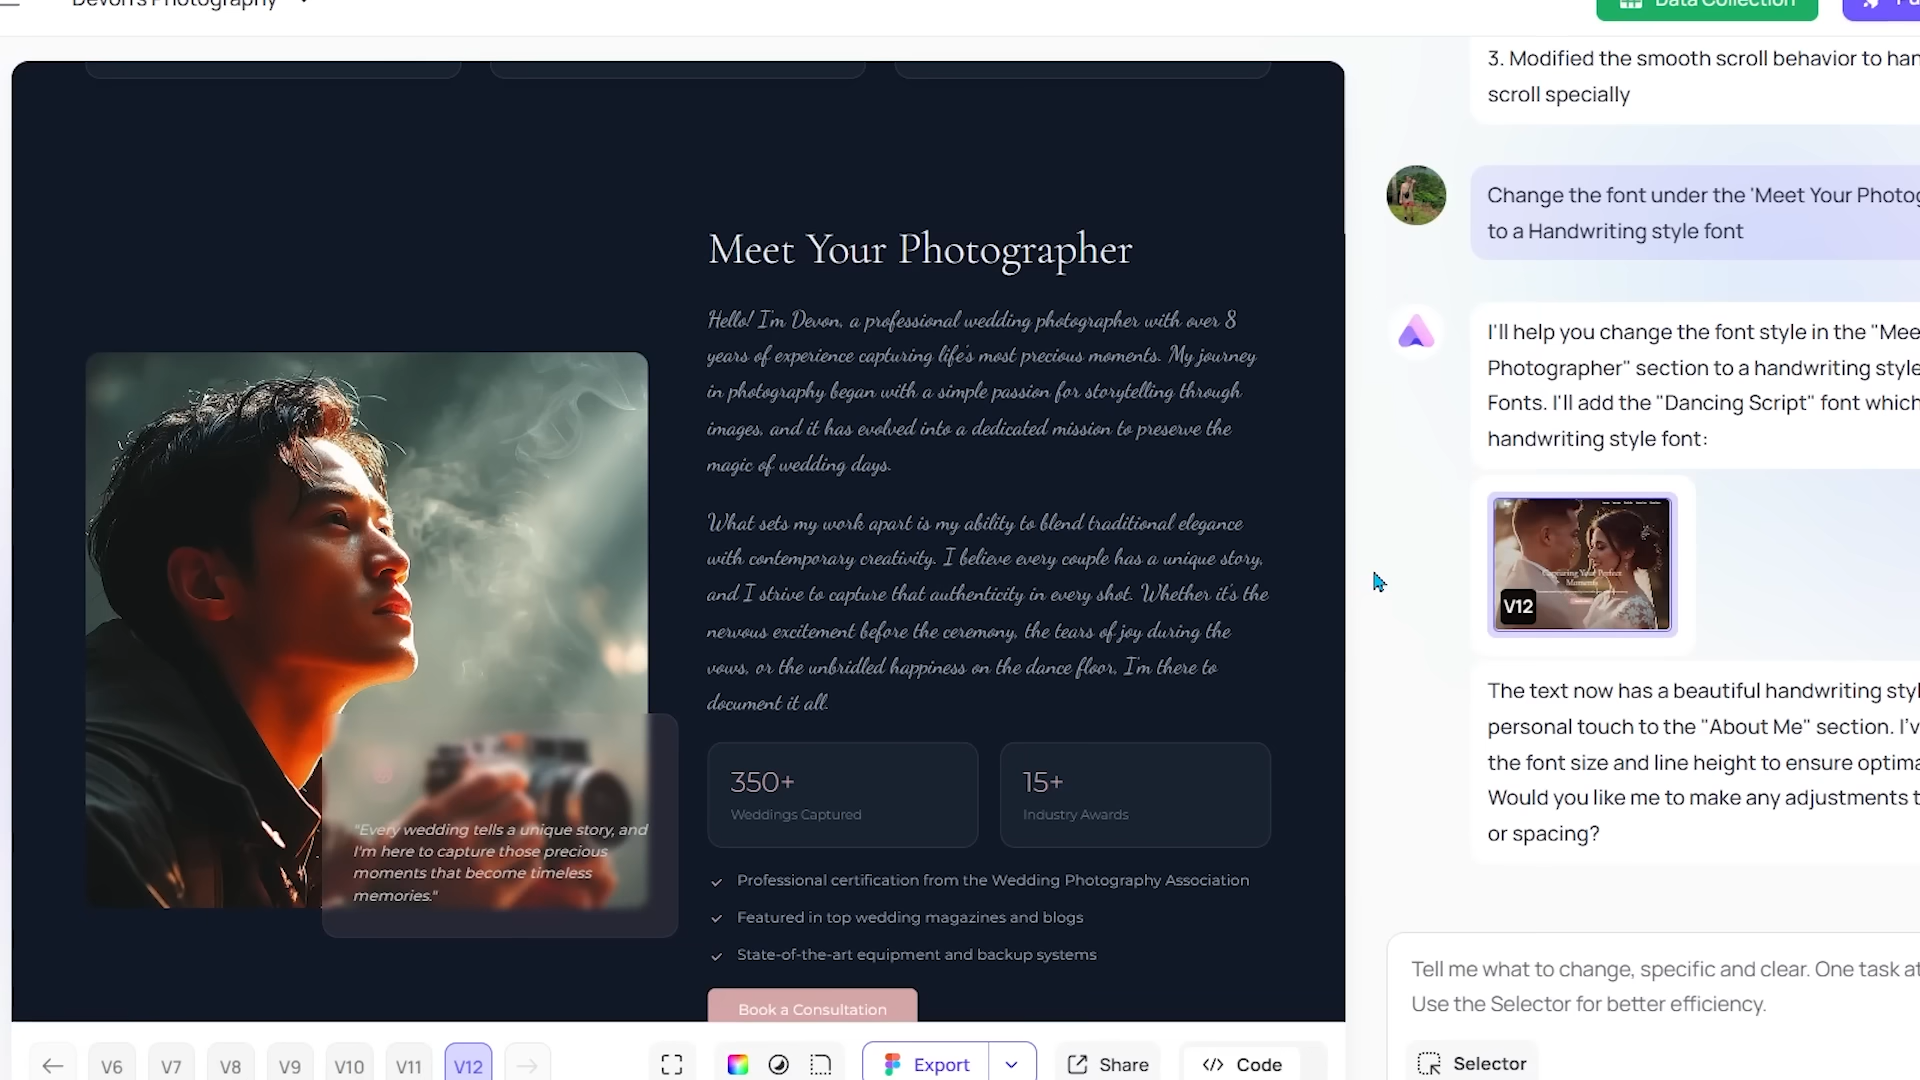 Devon's Photography
Data Collection
Meet Your Photographer
Hello! I'm Devon, a professional wedding photographer with over 8
years of experience capturing life's most precious moments. My journey
in photography began with a simple passion for storytelling through
images, and it has evolved into a dedicated mission to preserve the
magic of wedding days.
What sets my work apart is my ability to blend traditional elegance
with contemporary creativity. I believe every couple has a unique story,
and I strive to capture that authenticity in every shot. Whether it's the
nervous excitement before the ceremony, the tears of joy during the
vows, or the unbridled happiness on the dance floor, I'm there to
document it all.
350+
Weddings Captured
15+
Industry Awards
"Every wedding tells a unique story, and
I'm here to capture those precious
moments that become timeless
memories."
Professional certification from the Wedding Photography Association
Featured in top wedding magazines and blogs
State-of-the-art equipment and backup systems
Book a Consultation
V6
V7
V8
V9
V10
V11
V12
Export
Share
Code
3. Modified the smooth scroll behavior to han
scroll specially
Change the font under the 'Meet Your Photog
to a Handwriting style font
I'll help you change the font style in the "Mee
Photographer" section to a handwriting style
Fonts. I'll add the "Dancing Script" font which
handwriting style font:
Capturing Your Perfect
Moments
V12
The text now has a beautiful handwriting styl
personal touch to the "About Me" section. I'v
the font size and line height to ensure optima
Would you like me to make any adjustments t
or spacing?
Tell me what to change, specific and clear. One task at
Use the Selector for better efficiency.
Selector